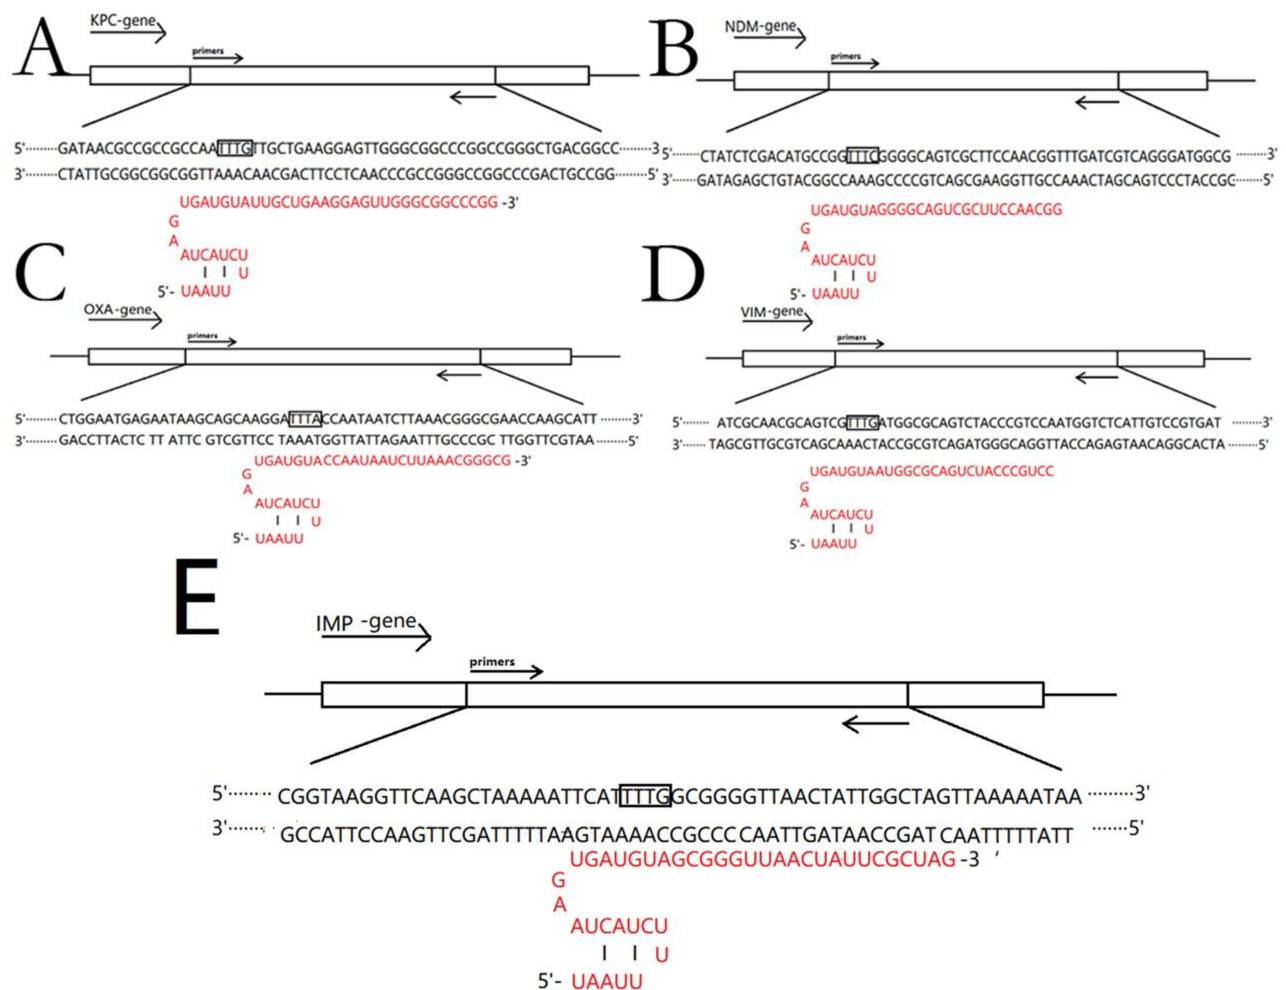 A
KPC-gene
primers
5'········GATAACGCCGCCGCCAATTTGTTGCTGAAGGAGTTGGGCGGCCCGGCCGGGCTGACGGCC········3
3'········CTATTGCGGCGGCGGTTAAACAACGACTTCCTCAACCCGCCGGGCCGGCCCGACTGCCGG········5'
UGAUGUAUUGCUGAAGGAGUUGGGCGGCCCGG -3'
G
A
AUCAUCU
U
5'- UAAUU
B
NDM-gene
primers
5'········CTATCTCGACATGCCGGTTTCGGGGCAGTCGCTTCCAACGGTTTGATCGTCAGGGATGGCG········3'
3'········GATAGAGCTGTACGGCCAAAGCCCCGTCAGCGAAGGTTGCCAAACTAGCAGTCCCTACCGC········5'
UGAUGUAGGGGCAGUCGCUUCCAACGG
G
A
AUCAUCU
U
5'- UAAUU
C
OXA-gene
primers
5'········CTGGAATGAGAATAAGCAGCAAGGATTTACCAATAATCTTAAACGGGCGAACCAAGCATT········3'
3'········GACCTTACTC TT ATTC GTCGTTCC TAAATGGTTATTAGAATTTGCCCGC TTGGTTCGTAA········5'
UGAUGUACCAAUAAUCUUAAACGGGCG -3'
G
A
AUCAUCU
U
5'- UAAUU
D
VIM-gene
primers
5'········ATCGCAACGCAGTCGTTTGATGGCGCAGTCTACCCGTCCAATGGTCTCATTGTCCGTGAT········3'
3'········TAGCGTTGCGTCAGCAAACTACCGCGTCAGATGGGCAGGTTACCAGAGTAACAGGCACTA········5'
UGAUGUAAUGGCGCAGUCUACCCGUCC
G
A
AUCAUCU
U
5'- UAAUU
E
IMP -gene
primers
5'········CGGTAAGGTTCAAGCTAAAAATTCATTTTGGCGGGGTTAACTATTGGCTAGTTAAAAATAA········3'
3'········GCCATTCCAAGTTCGATTTTTAAGTAAAACCGCCCCAATTGATAACCGATCAATTTTTATT········5'
UGAUGUAGCGGGUUAACUAUUCGCUAG -3 ′
G
A
AUCAUCU
U
5'- UAAUU